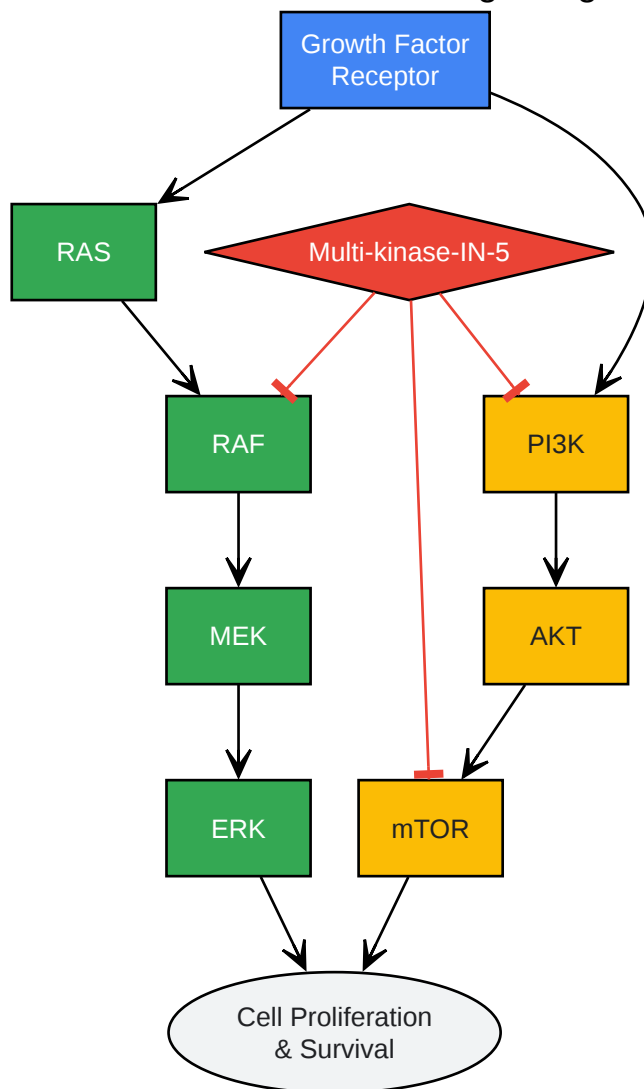 Growth Factor
Receptor
RAS
Multi-kinase-IN-5
RAF
PI3K
MEK
AKT
ERK
mTOR
Cell Proliferation
& Survival